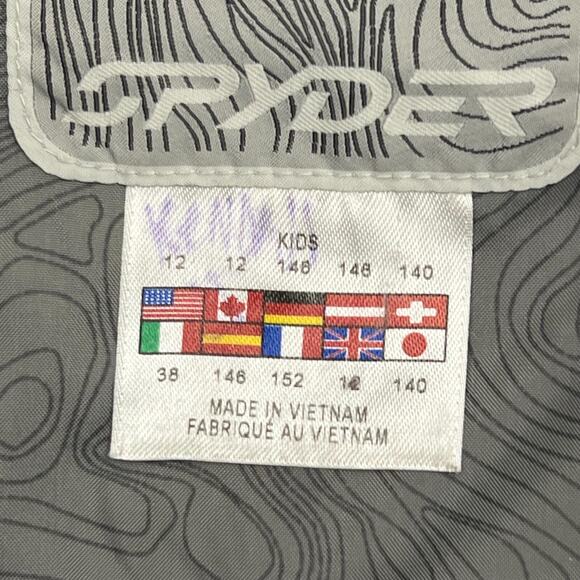 SPYDER
KIDS
12 12 146 146 140
38 146 152 12 140
MADE IN VIETNAM
FABRIQUÉ AU VIETNAM